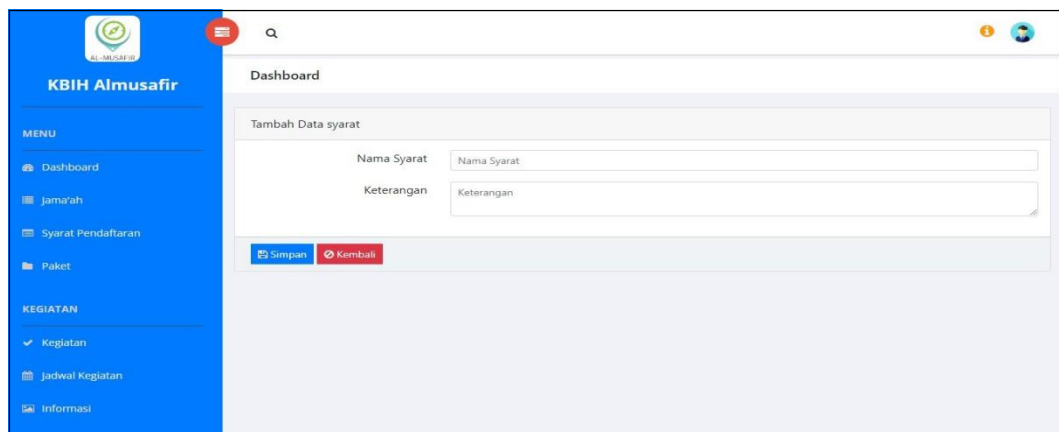 AL-MUSAFIR
KBIH Almusafir
MENU
Dashboard
Jama'ah
Syarat Pendaftaran
Paket
KEGIATAN
Kegiatan
Jadwal Kegiatan
Informasi
Dashboard
Tambah Data syarat
Nama Syarat
Nama Syarat
Keterangan
Keterangan
Simpan Kembali